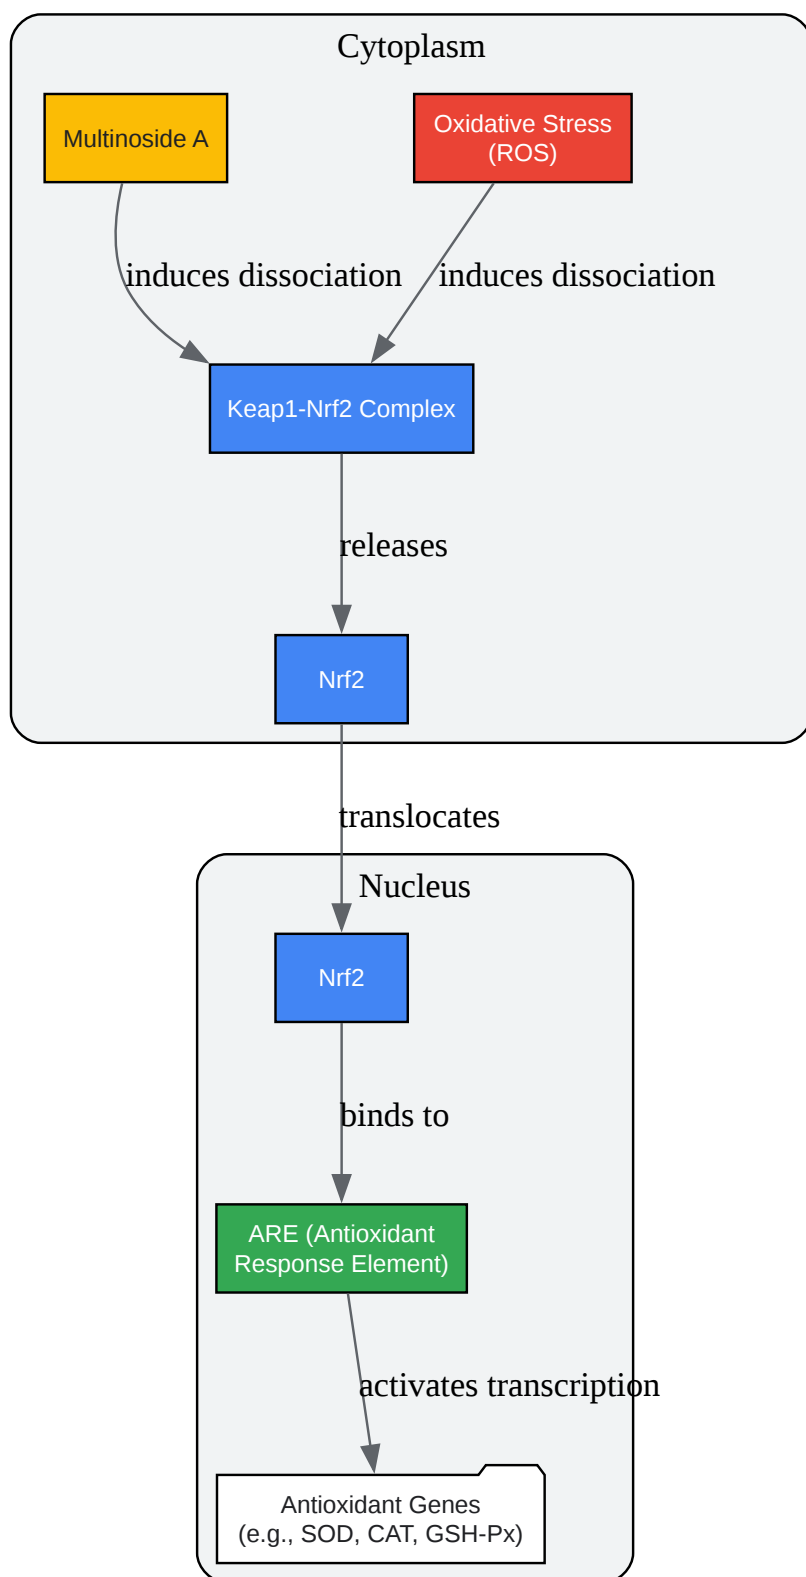 Cytoplasm
Multinoside A
Oxidative Stress
(ROS)
induces dissociation
induces dissociation
Keap1-Nrf2 Complex
releases
Nrf2
translocates
Nucleus
Nrf2
binds to
ARE (Antioxidant
Response Element)
activates transcription
Antioxidant Genes
(e.g., SOD, CAT, GSH-Px)